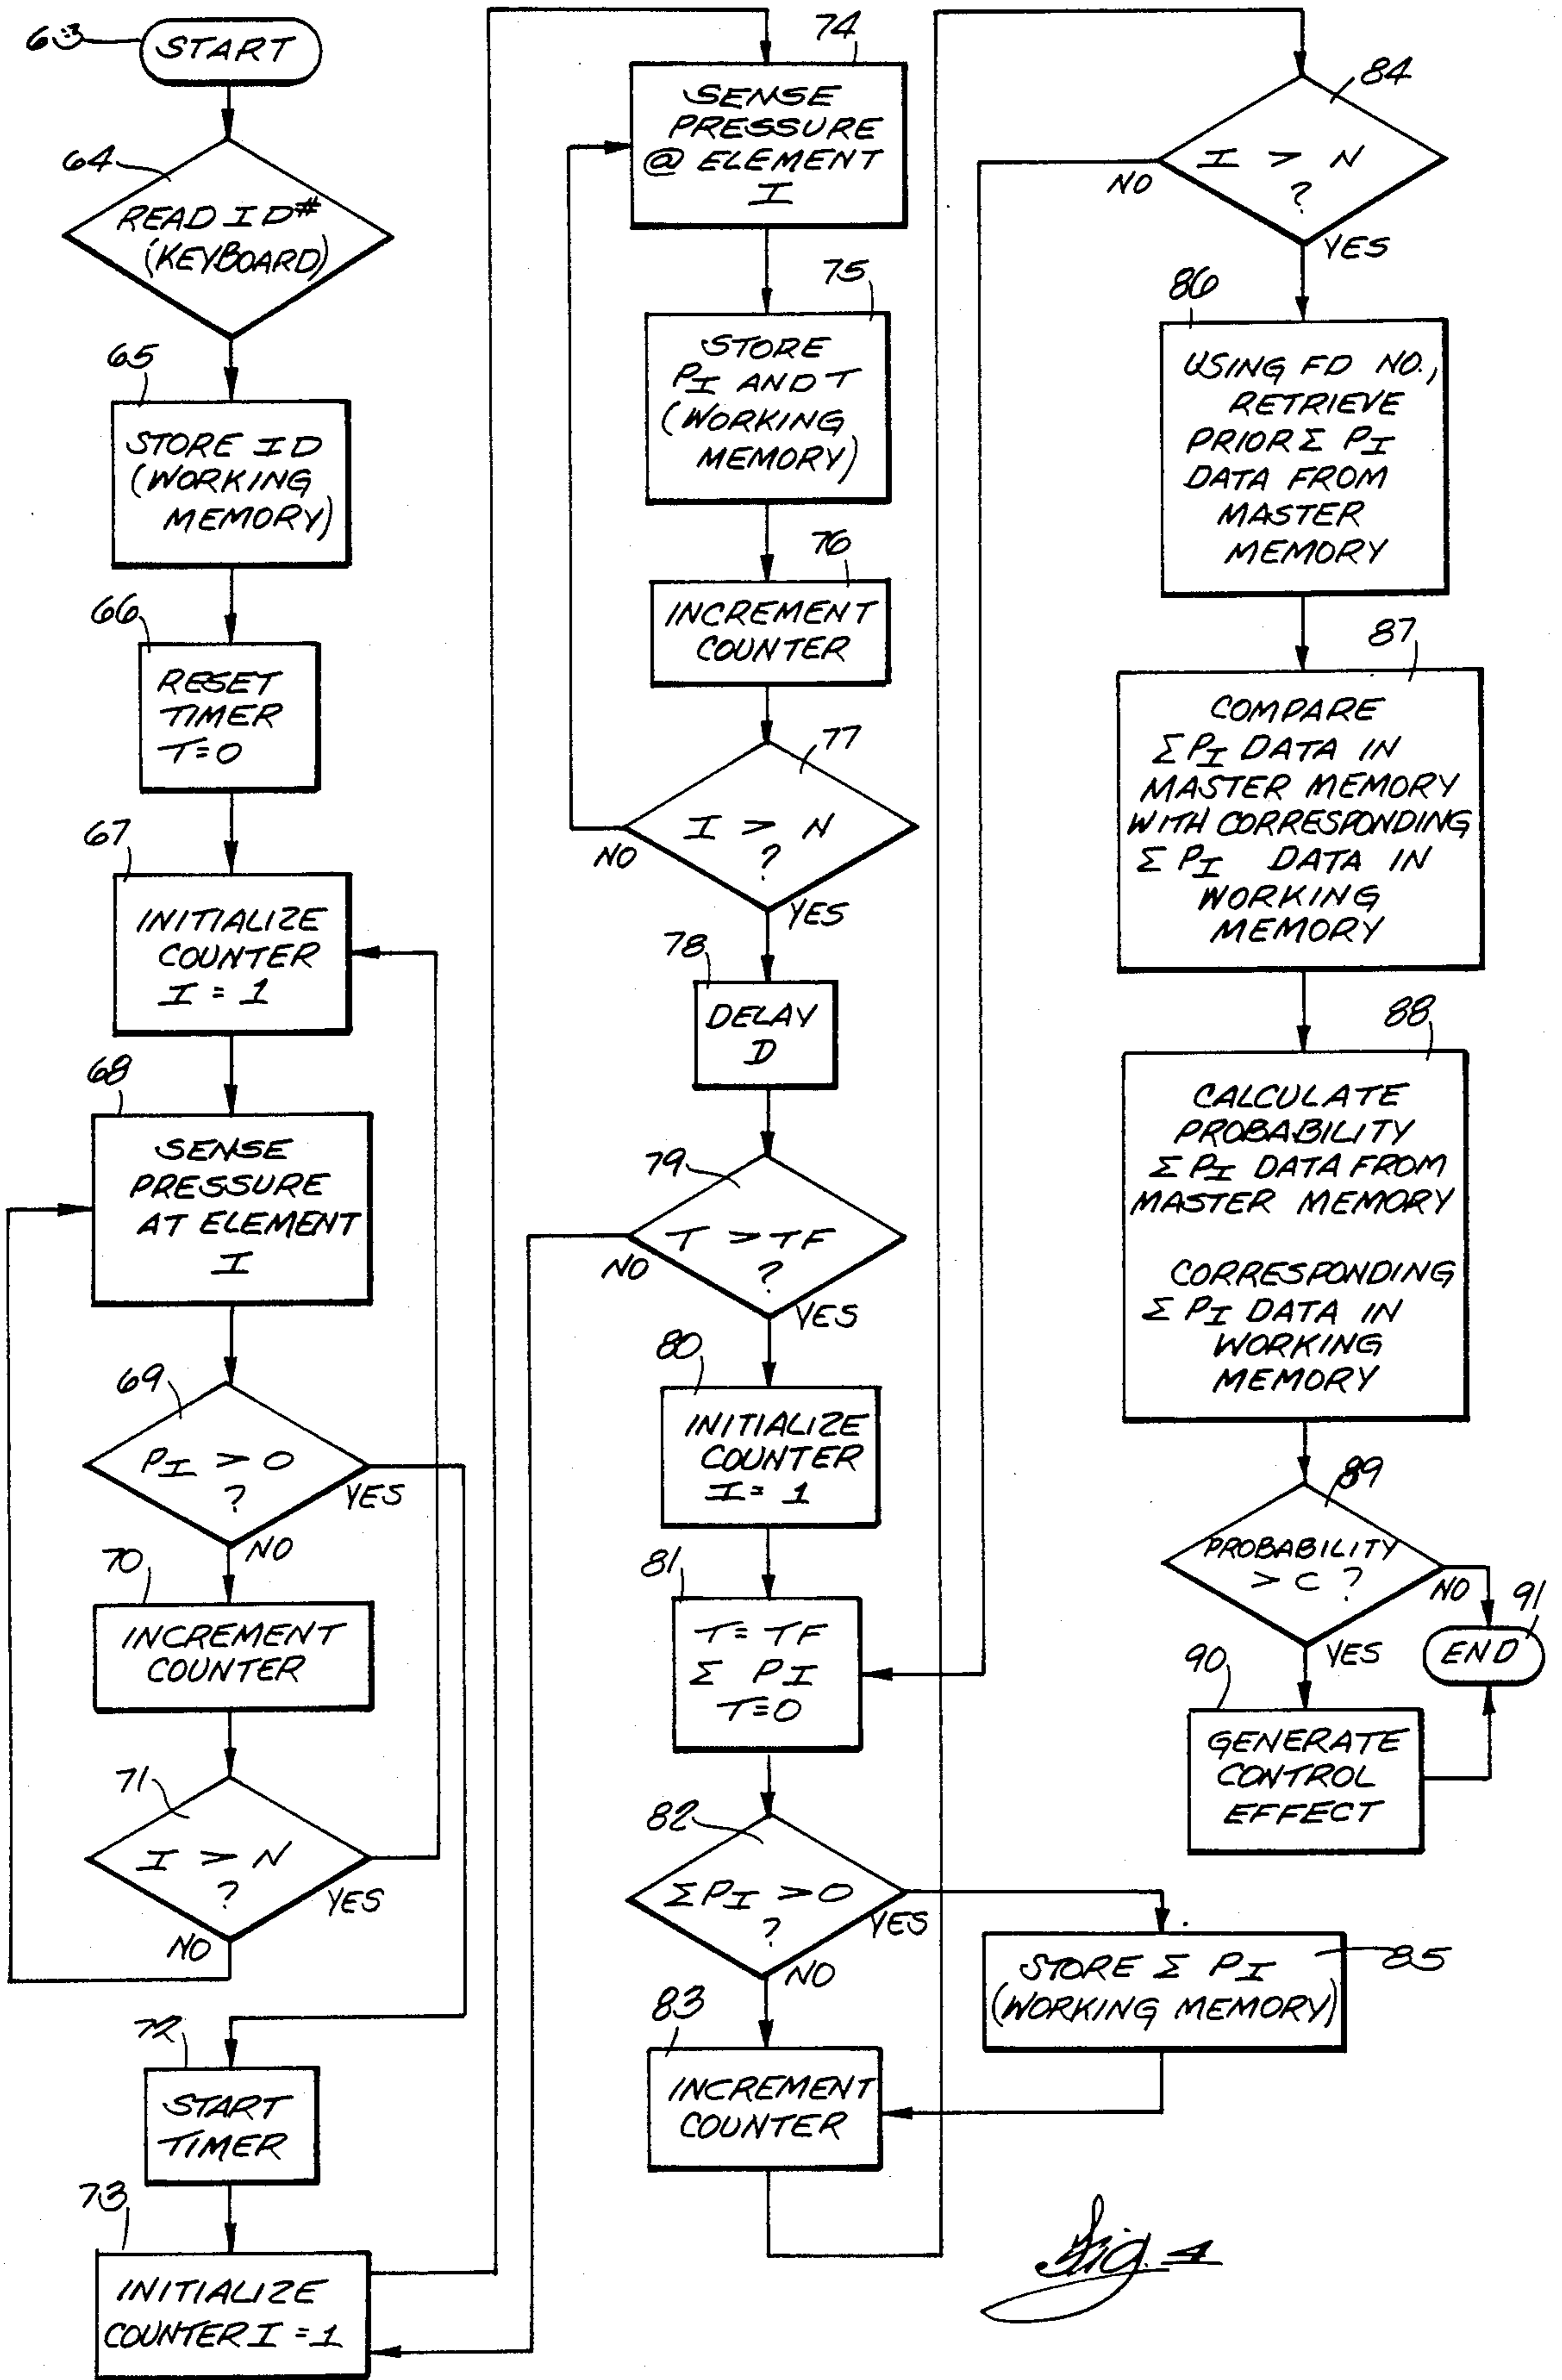 63
START
64
READ ID#
(KEYBOARD)
65
STORE ID
(WORKING
MEMORY)
66
RESET
TIMER
T=0
67
INITIALIZE
COUNTER
I = 1
68
SENSE
PRESSURE
AT ELEMENT
I
69
PI > 0
?
YES
NO
70
INCREMENT
COUNTER
71
I > N
?
YES
NO
72
START
TIMER
73
INITIALIZE
COUNTER I = 1
74
SENSE
PRESSURE
@ ELEMENT
I
75
STORE
PI AND T
(WORKING
MEMORY)
76
INCREMENT
COUNTER
77
I > N
?
NO
YES
78
DELAY
D
79
T > TF
?
NO
YES
80
INITIALIZE
COUNTER
I = 1
81
T = TF
Σ PI
T=0
82
Σ PI > 0
?
YES
NO
83
INCREMENT
COUNTER
84
I > N
?
NO
YES
85
STORE Σ PI
(WORKING MEMORY)
86
USING FD NO.,
RETRIEVE
PRIOR Σ PI
DATA FROM
MASTER
MEMORY
87
COMPARE
Σ PI DATA IN
MASTER MEMORY
WITH CORRESPONDING
Σ PI DATA IN
WORKING
MEMORY
88
CALCULATE
PROBABILITY
Σ PI DATA FROM
MASTER MEMORY
CORRESPONDING
Σ PI DATA IN
WORKING
MEMORY
89
PROBABILITY
> C ?
NO
YES
90
GENERATE
CONTROL
EFFECT
91
END
Fig. 4